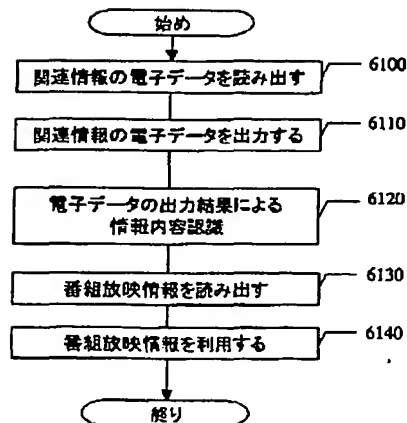 始め
関連情報の電子データを読み出す
6100
関連情報の電子データを出力する
6110
電子データの出力結果による
情報内容認識
6120
番組放映情報を読み出す
6130
番組放映情報を利用する
6140
終り